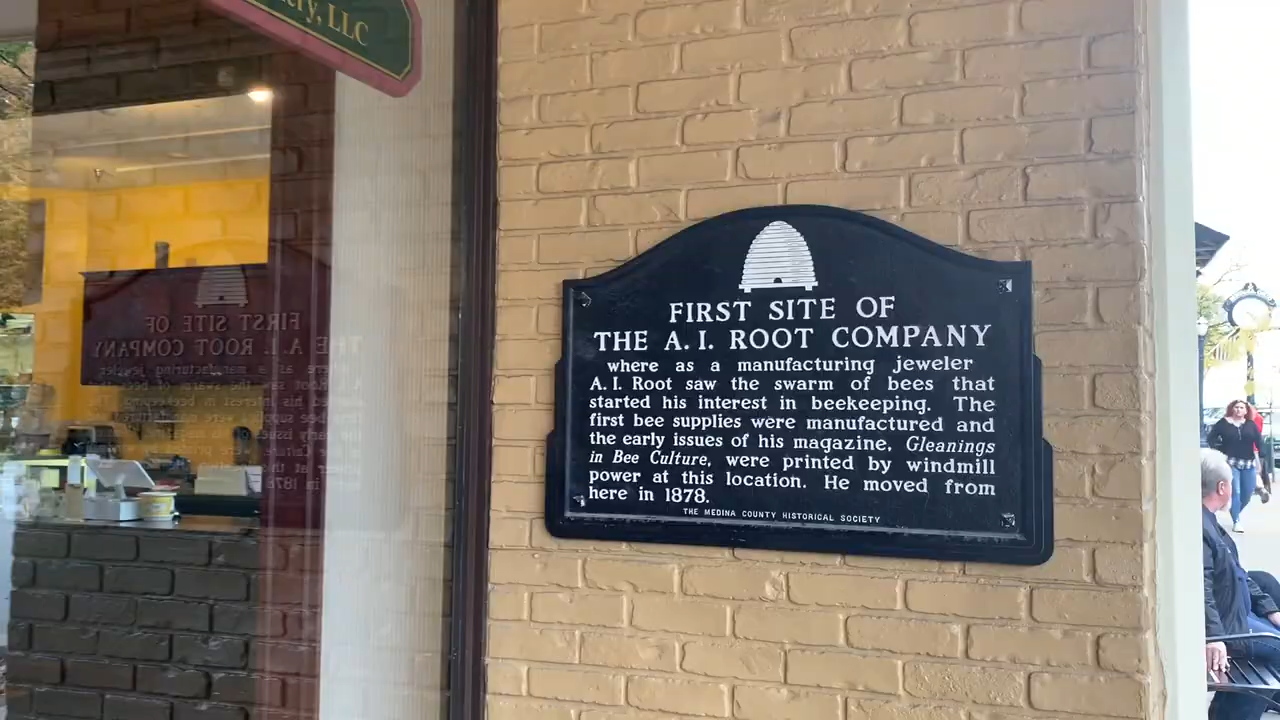 LLC
FIRST SITE OF
THE A. I. ROOT COMPANY
where as a manufacturing jeweler
A. I. Root saw the swarm of bees that
started his interest in beekeeping. The
first bee supplies were manufactured and
the early issues of his magazine, Gleanings
in Bee Culture, were printed by windmill
power at this location. He moved from
here in 1878.
THE MEDINA COUNTY HISTORICAL SOCIETY